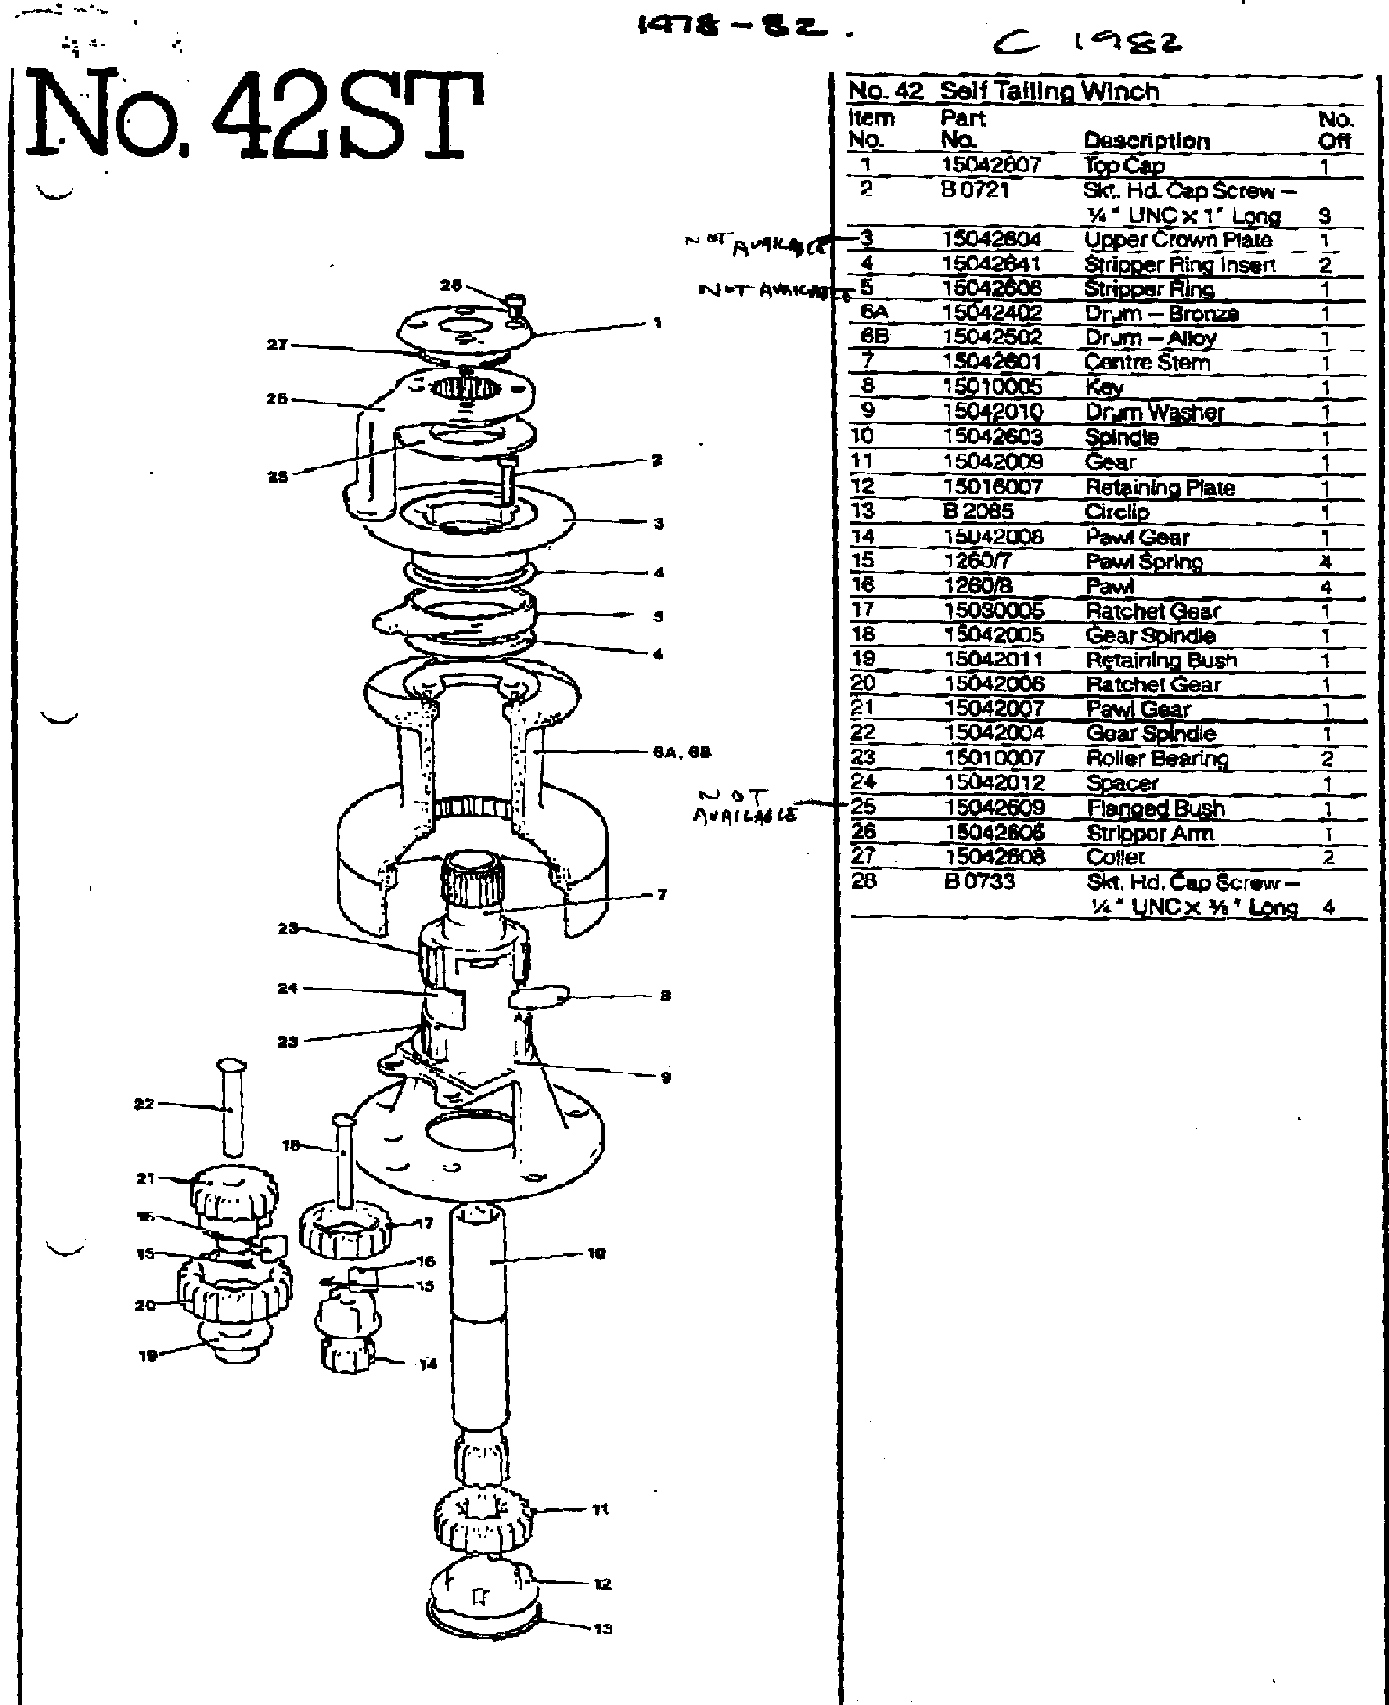 1978-82.
C 1982
No. 42ST
No. 42 Self Tailing Winch
Item Part No.
No. No. Description Off
1 15042607 Top Cap 1
2 B 0721 Skt. Hd. Cap Screw –
¼" UNC x 1" Long 3
NOT AVAILABLE
3 15042604 Upper Crown Plate 1
4 15042641 Stripper Ring Insert 2
NOT AVAILABLE
5 15042606 Stripper Ring 1
6A 15042402 Drum – Bronze 1
6B 15042502 Drum – Alloy 1
7 15042601 Centre Stem 1
8 15010005 Key 1
9 15042010 Drum Washer 1
10 15042603 Spindle 1
11 15042009 Gear 1
12 15016007 Retaining Plate 1
13 B 2085 Circlip 1
14 15042008 Pawl Gear 1
15 1260/7 Pawl Spring 4
16 1260/8 Pawl 4
17 15030005 Ratchet Gear 1
18 15042005 Gear Spindle 1
19 15042011 Retaining Bush 1
20 15042006 Ratchet Gear 1
21 15042007 Pawl Gear 1
22 15042004 Gear Spindle 1
23 15010007 Roller Bearing 2
24 15042012 Spacer 1
NOT
AVAILABLE
25 15042609 Flanged Bush 1
26 Stripper Arm 1
27 15042608 Collet 2
28 B 0733 Skt. Hd. Cap Screw –
¼" UNC x ⅝" Long 4
28
1
27
26
2
25
3
4
5
4
6A, 6B
7
23
24
8
23
9
22
18
21
16
17
15
16
10
15
20
19
14
11
12
13